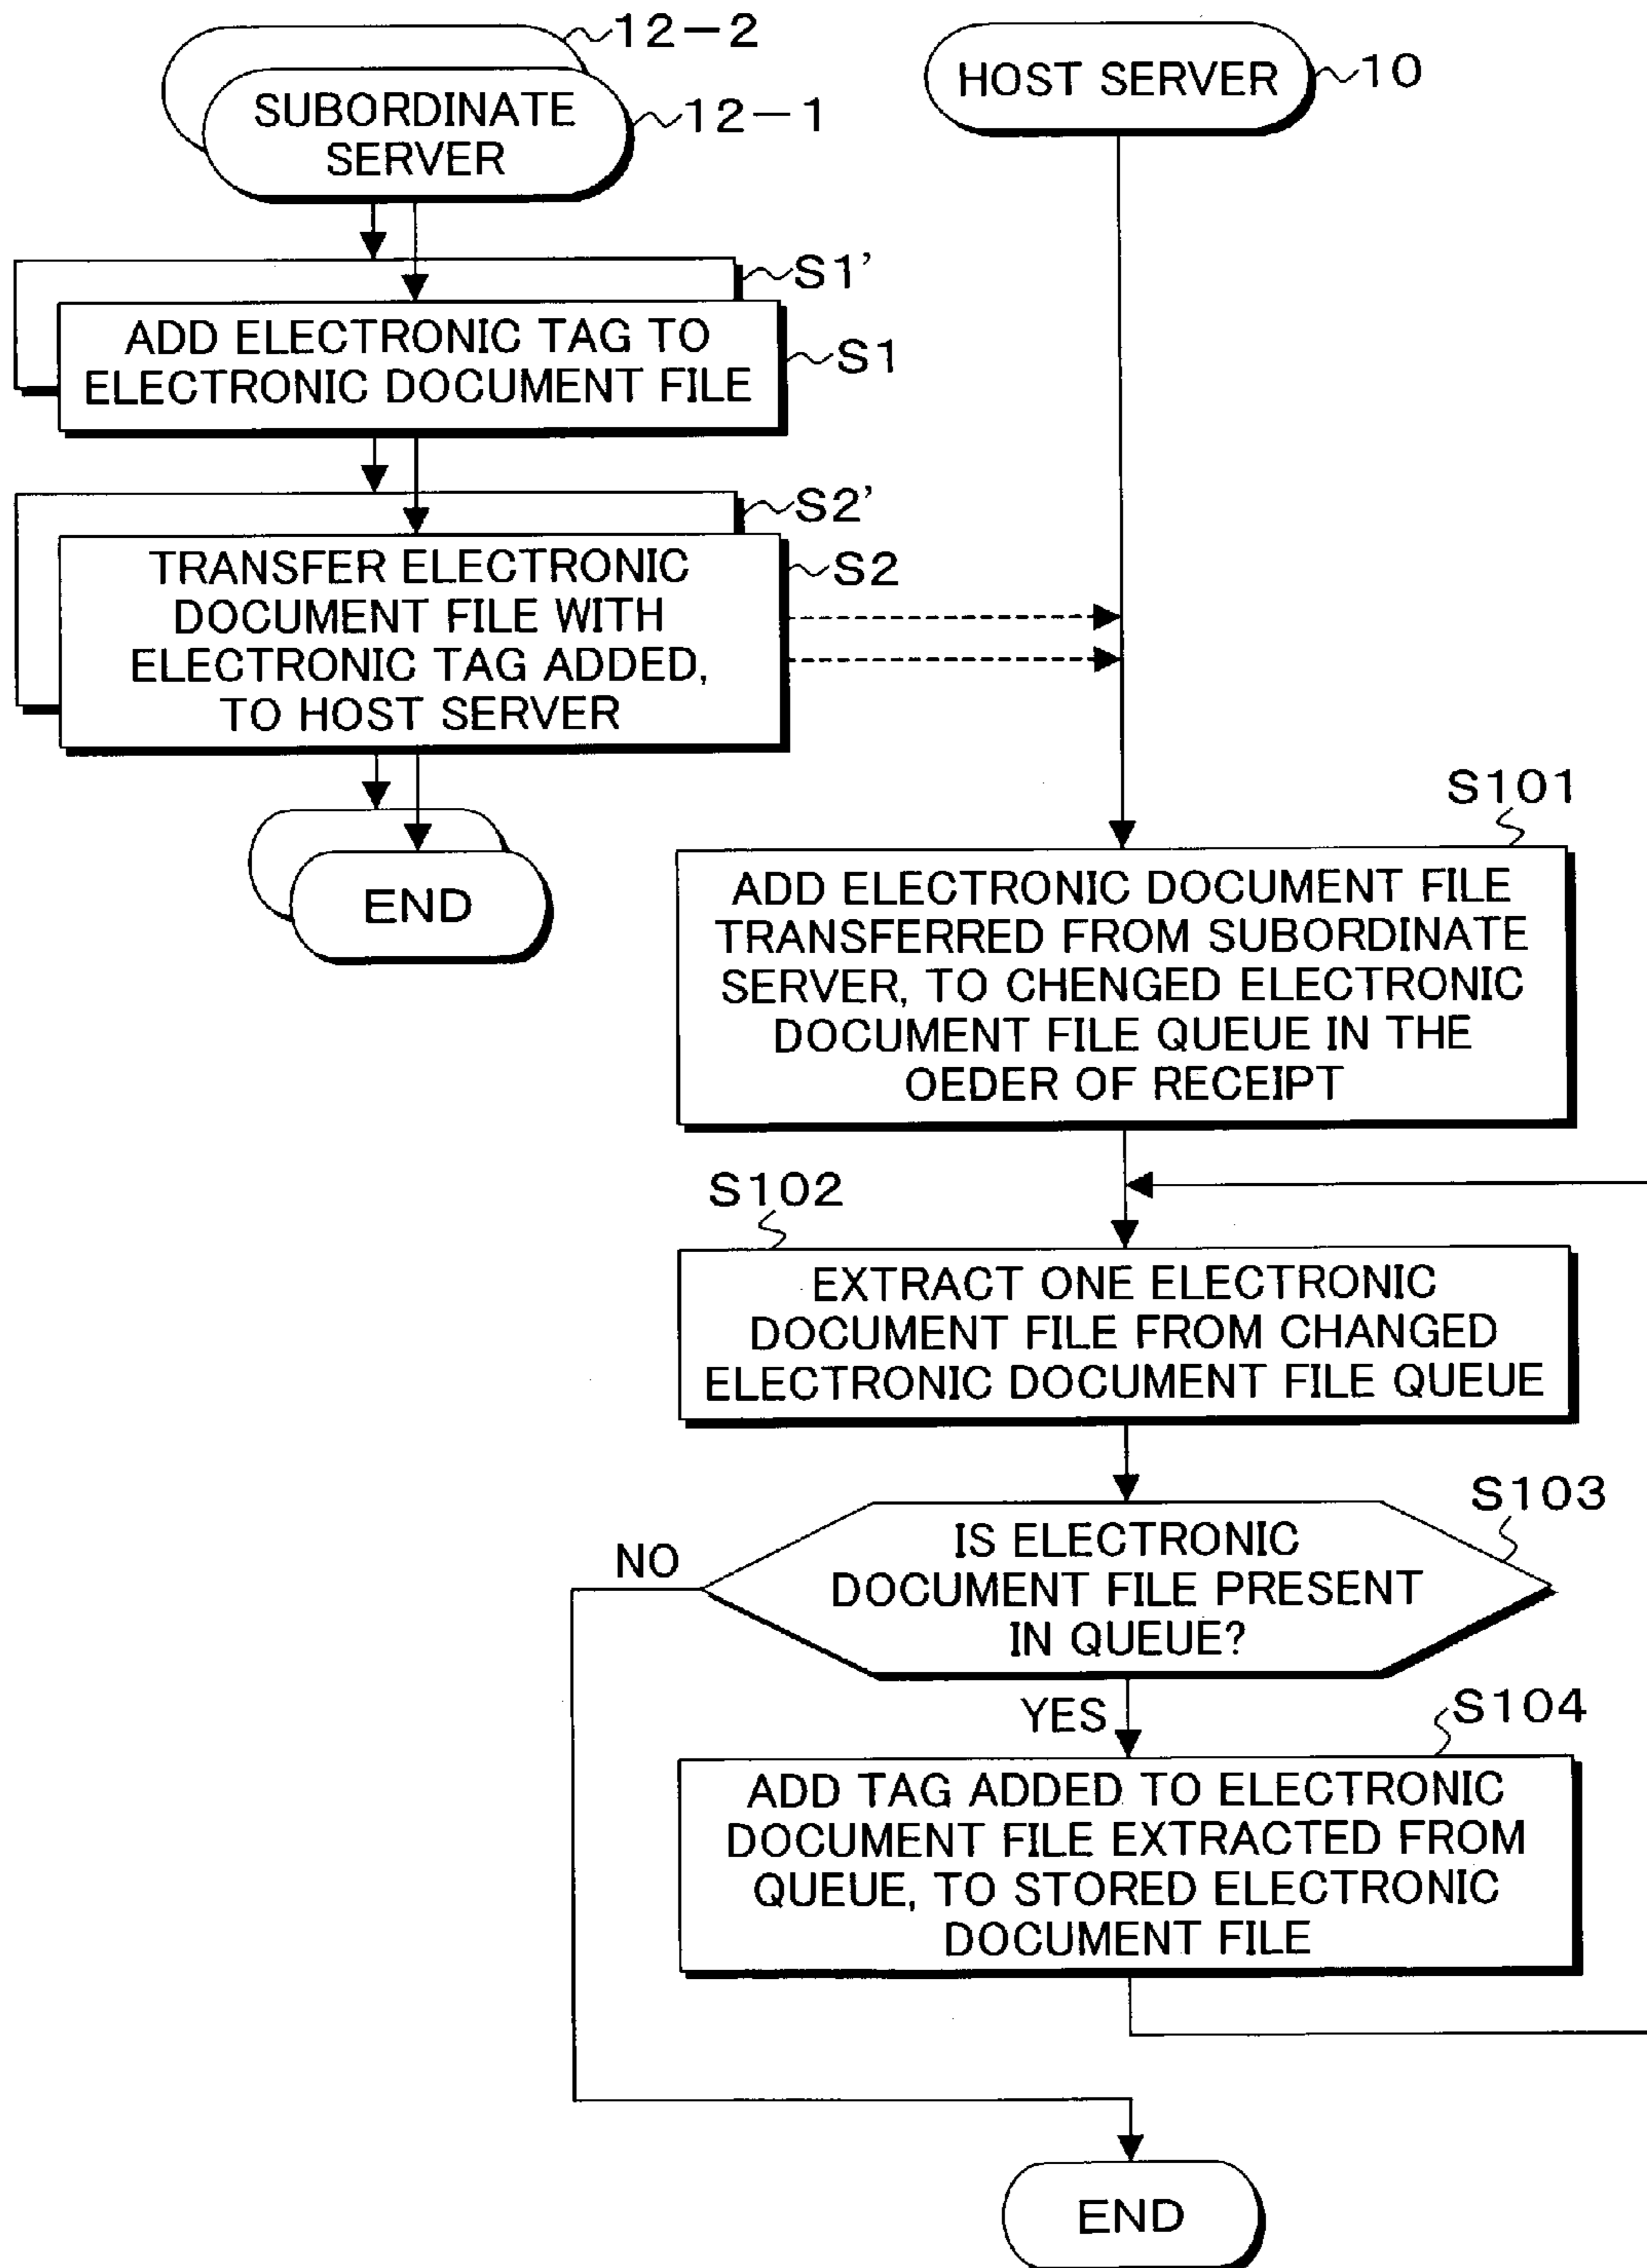 12-2
SUBORDINATE
SERVER
12-1
S1'
ADD ELECTRONIC TAG TO
ELECTRONIC DOCUMENT FILE
S1
S2'
TRANSFER ELECTRONIC
DOCUMENT FILE WITH
ELECTRONIC TAG ADDED,
TO HOST SERVER
S2
END
HOST SERVER
10
S101
ADD ELECTRONIC DOCUMENT FILE
TRANSFERRED FROM SUBORDINATE
SERVER, TO CHENGED ELECTRONIC
DOCUMENT FILE QUEUE IN THE
OEDER OF RECEIPT
S102
EXTRACT ONE ELECTRONIC
DOCUMENT FILE FROM CHANGED
ELECTRONIC DOCUMENT FILE QUEUE
S103
IS ELECTRONIC
DOCUMENT FILE PRESENT
IN QUEUE?
NO
YES
S104
ADD TAG ADDED TO ELECTRONIC
DOCUMENT FILE EXTRACTED FROM
QUEUE, TO STORED ELECTRONIC
DOCUMENT FILE
END